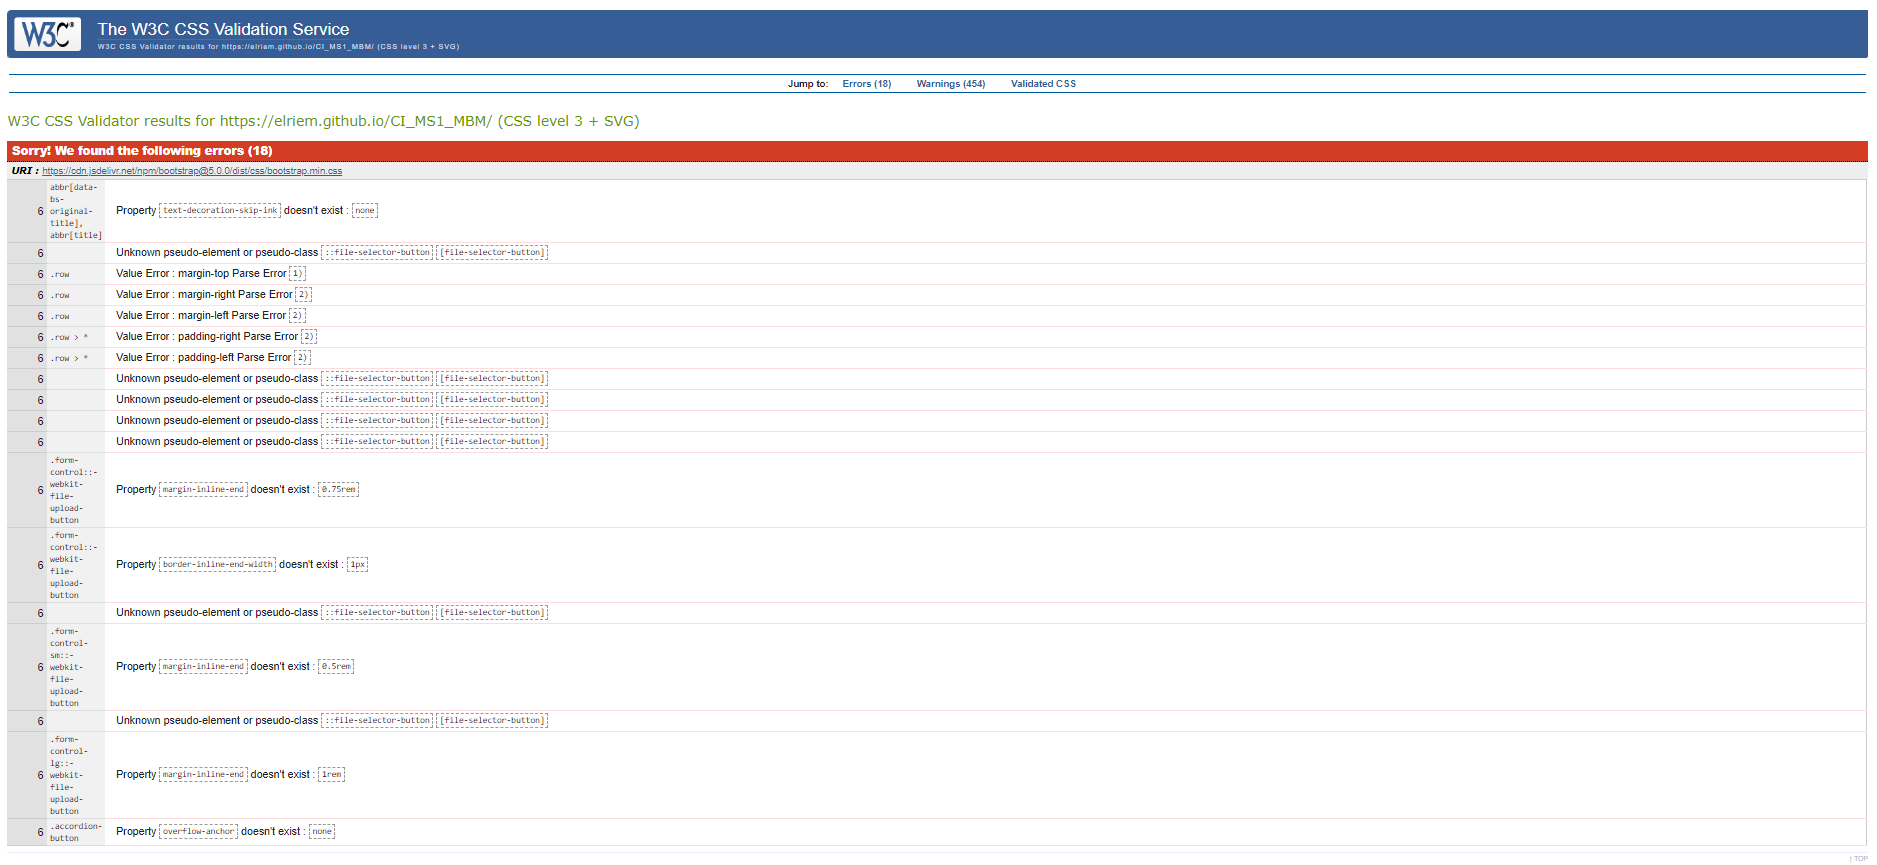 W3C®
The W3C CSS Validation Service
W3C CSS Validator results for https://elriem.github.io/CI_MS1_MBM/ (CSS level 3 + SVG)
Jump to: Errors (18) Warnings (454) Validated CSS
W3C CSS Validator results for https://elriem.github.io/CI_MS1_MBM/ (CSS level 3 + SVG)
Sorry! We found the following errors (18)
URI : https://cdn.jsdelivr.net/npm/bootstrap@5.0.0/dist/css/bootstrap.min.css
6 abbr[data-
bs-
original-
title],
abbr[title] Property text-decoration-skip-ink doesn't exist : none
6 Unknown pseudo-element or pseudo-class ::file-selector-button [file-selector-button]
6 .row Value Error : margin-top Parse Error 1)
6 .row Value Error : margin-right Parse Error 2)
6 .row Value Error : margin-left Parse Error 2)
6 .row > * Value Error : padding-right Parse Error 2)
6 .row > * Value Error : padding-left Parse Error 2)
6 Unknown pseudo-element or pseudo-class ::file-selector-button [file-selector-button]
6 Unknown pseudo-element or pseudo-class ::file-selector-button [file-selector-button]
6 Unknown pseudo-element or pseudo-class ::file-selector-button [file-selector-button]
6 Unknown pseudo-element or pseudo-class ::file-selector-button [file-selector-button]
6 .form-
control::-
webkit-
file-
upload-
button Property margin-inline-end doesn't exist : 0.75rem
6 .form-
control::-
webkit-
file-
upload-
button Property border-inline-end-width doesn't exist : 1px
6 Unknown pseudo-element or pseudo-class ::file-selector-button [file-selector-button]
6 .form-
control-
sm::-
webkit-
file-
upload-
button Property margin-inline-end doesn't exist : 0.5rem
6 Unknown pseudo-element or pseudo-class ::file-selector-button [file-selector-button]
6 .form-
control-
lg::-
webkit-
file-
upload-
button Property margin-inline-end doesn't exist : 1rem
6 .accordion-
button Property overflow-anchor doesn't exist : none
↑ TOP